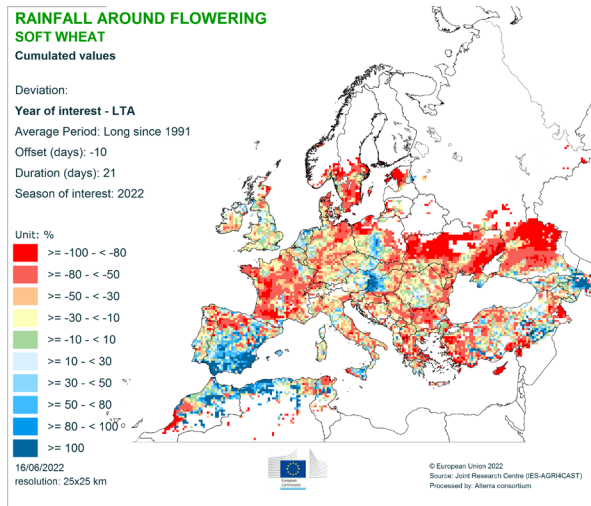 RAINFALL AROUND FLOWERING
SOFT WHEAT
Cumulated values
Deviation:
Year of interest - LTA
Average Period: Long since 1991
Offset (days): -10
Duration (days): 21
Season of interest: 2022
Unit: %
>= -100 - < -80
>= -80 - < -50
>= -50 - < -30
>= -30 - < -10
>= -10 - < 10
>= 10 - < 30
>= 30 - < 50
>= 50 - < 80
>= 80 - < 100
>= 100
16/06/2022
resolution: 25x25 km
European
Commission
© European Union 2022
Source: Joint Research Centre (IES-AGRI4CAST)
Processed by: Alterra consortium